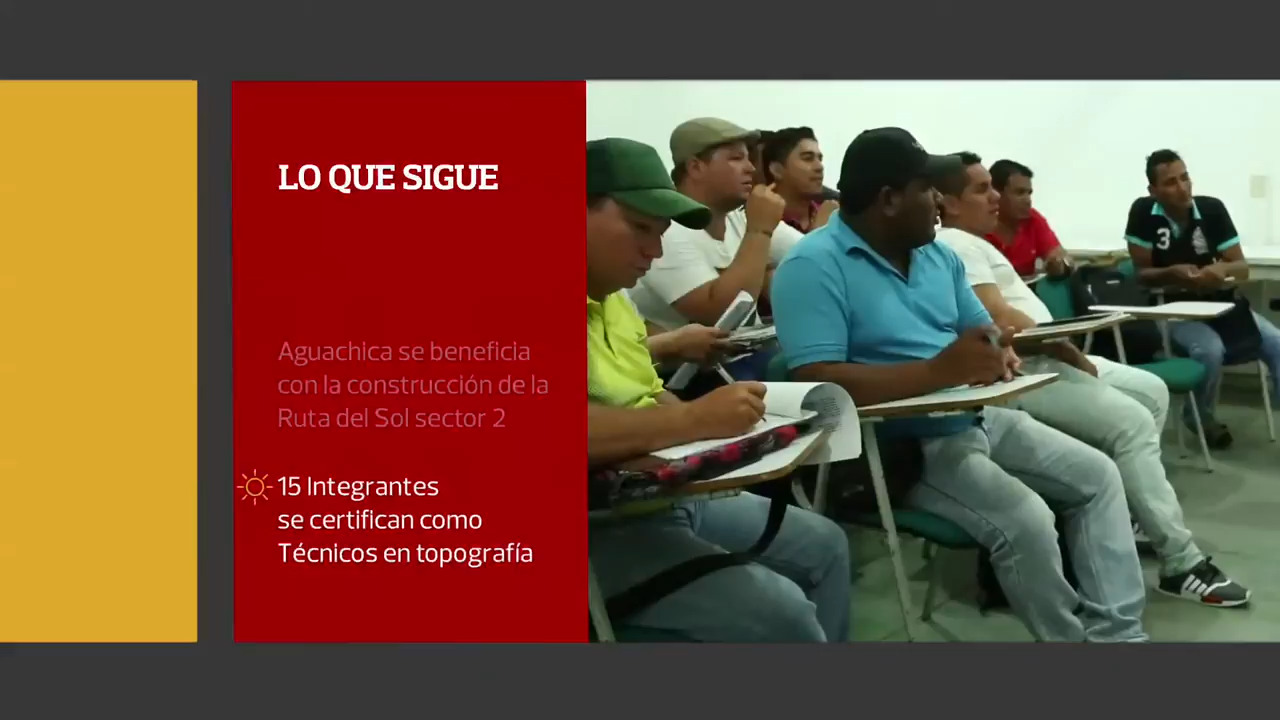 LO QUE SIGUE
Aguachica se beneficia
con la construcción de la
Ruta del Sol sector 2
15 Integrantes
se certifican como
Técnicos en topografía
3